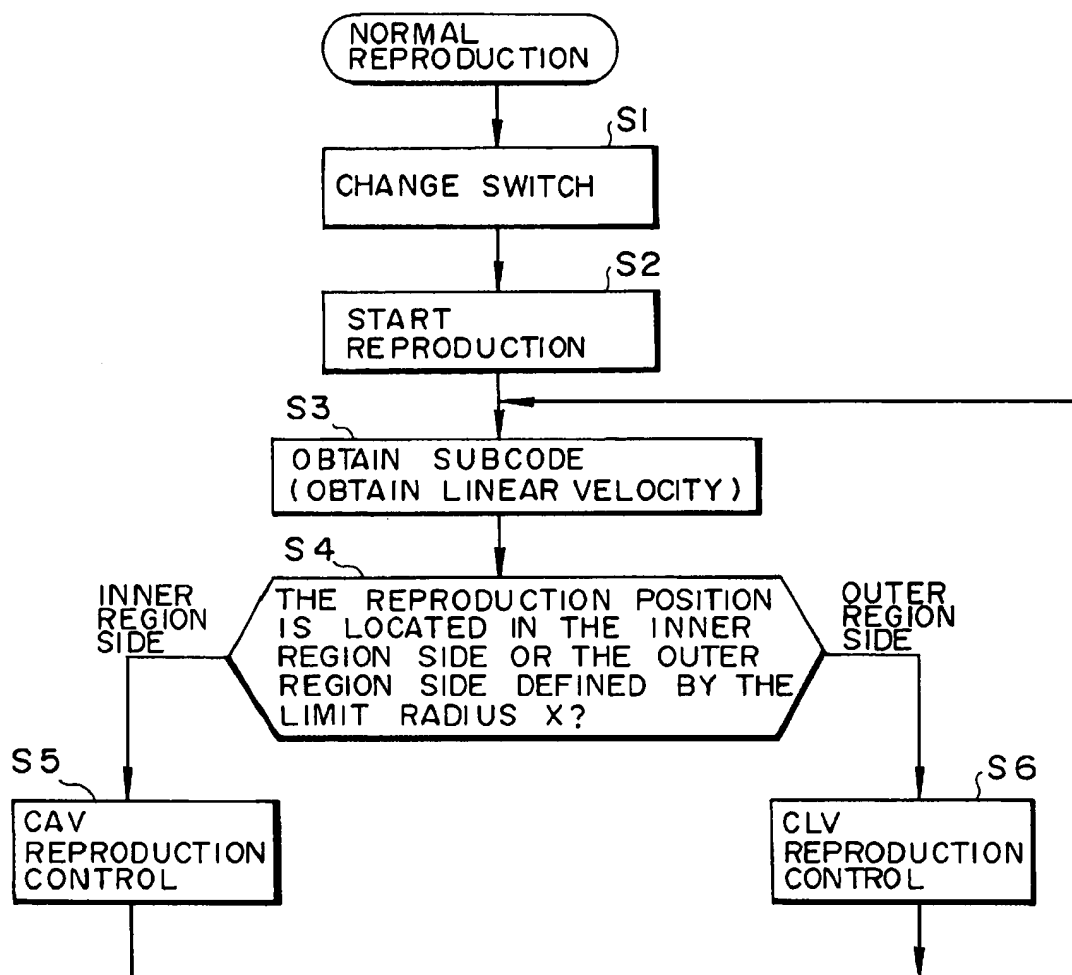 NORMAL
REPRODUCTION
S1
CHANGE SWITCH
S2
START
REPRODUCTION
S3
OBTAIN SUBCODE
(OBTAIN LINEAR VELOCITY)
S4
INNER
REGION
SIDE
THE REPRODUCTION POSITION
IS LOCATED IN THE INNER
REGION SIDE OR THE OUTER
REGION SIDE DEFINED BY THE
LIMIT RADIUS X?
OUTER
REGION
SIDE
S5
CAV
REPRODUCTION
CONTROL
S6
CLV
REPRODUCTION
CONTROL